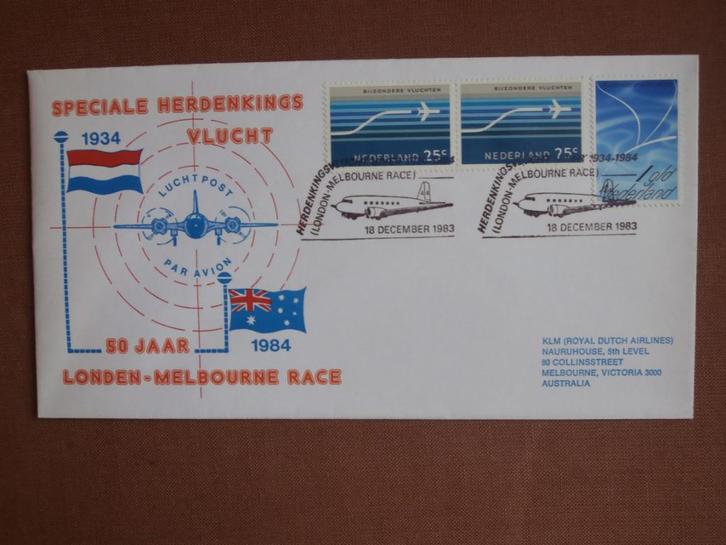 SPECIALE HERDENKINGS
VLUCHT
1934
LUCHTPOST
PAR AVION
50 JAAR
1984
LONDEN-MELBOURNE RACE
BIJZONDERE VLUCHTEN
NEDERLAND 25c
BIJZONDERE VLUCHTEN
NEDERLAND 25c
1 gld
Nederland
(LONDON-MELBOURNE RACE)
18 DECEMBER 1983
1934-1984
(LONDON-MELBOURNE RACE)
18 DECEMBER 1983
KLM (ROYAL DUTCH AIRLINES)
NAURUHOUSE, 5th LEVEL
80 COLLINSSTREET
MELBOURNE, VICTORIA 3000
AUSTRALIA